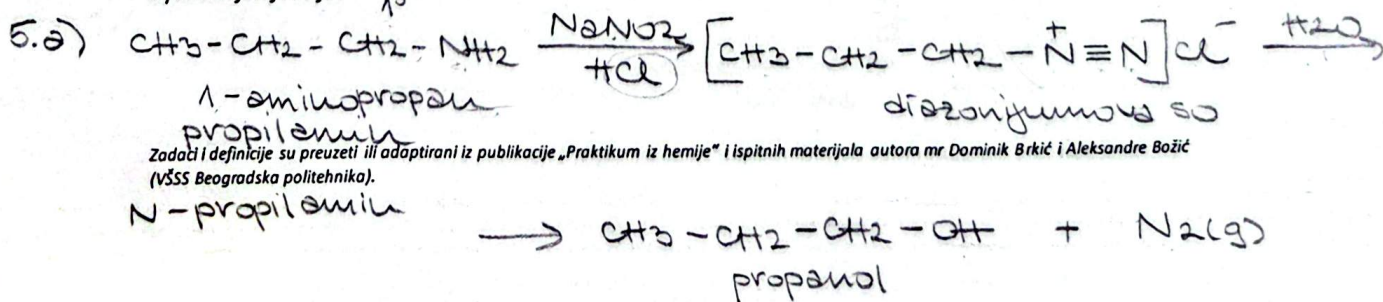 5.a) CH3-CH2-CH2-NH2 NaNO2 HCl [CH3-CH2-CH2-N⁺≡N]Cl⁻ H2O
1-aminopropan diazonijumova so
propilamin
Zadaci i definicije su preuzeti ili adaptirani iz publikacije „Praktikum iz hemije“ i ispitnih materijala autora mr Dominik Brkić i Aleksandre Božić
(VŠSS Beogradska politehnika).
N-propilamin
→ CH3-CH2-CH2-OH + N2(g)
propanol